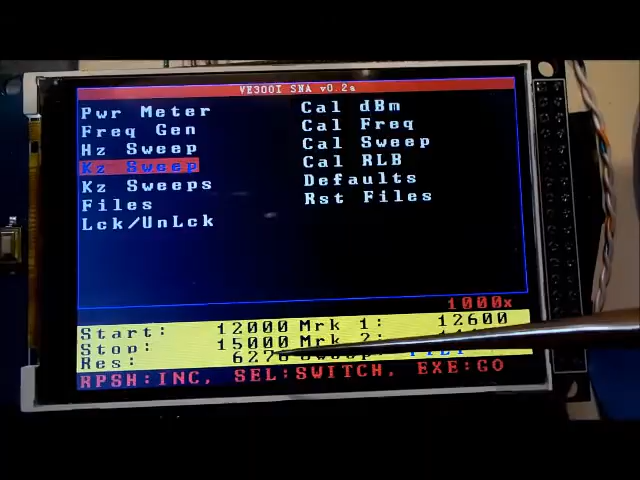 VE3OOI SNA v0.2a
Pwr Meter
Freq Gen
Hz Sweep
Kz Sweep
Kz Sweeps
Files
Lck/UnLck
Cal dBm
Cal Freq
Cal Sweep
Cal RLB
Defaults
Rst Files
1000x
Start: 12000 Mrk 1: 12600
Stop: 15000 Mrk 2:
Res: 6276
RPSH:INC, SEL:SWITCH, EXE:GO